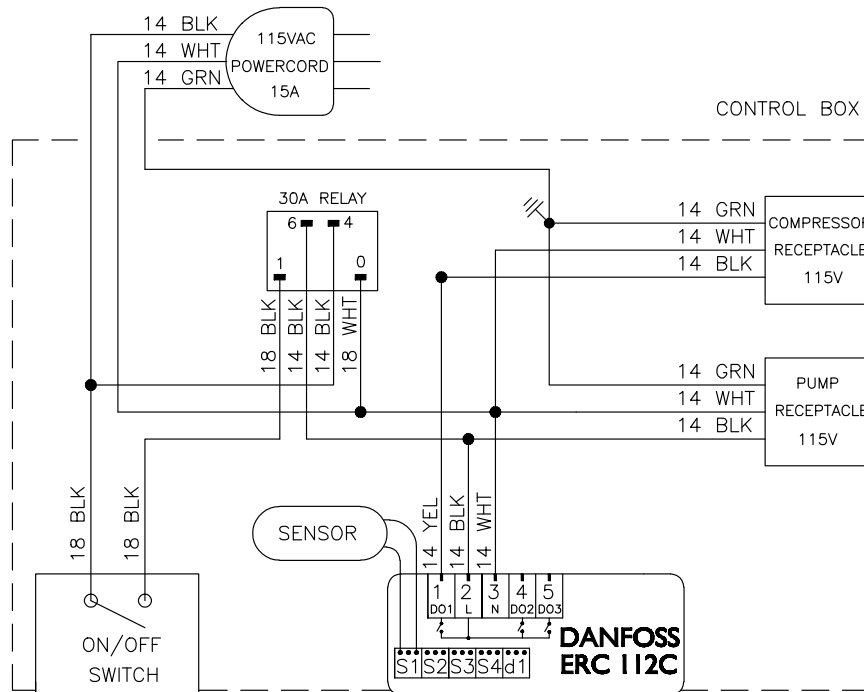 14 BLK
14 WHT
14 GRN
115VAC
POWERCORD
15A
CONTROL BOX
30A RELAY
6
4
1
0
18 BLK
14 BLK
14 BLK
18 WHT
14 GRN
14 WHT
14 BLK
COMPRESSOR
RECEPTACLE
115V
14 GRN
14 WHT
14 BLK
PUMP
RECEPTACLE
115V
18 BLK
18 BLK
SENSOR
14 YEL
14 BLK
14 WHT
1 2 3 4 5
DO1 L N DO2 DO3
ON/OFF
SWITCH
DANFOSS
ERC 112C
S1 S2 S3 S4 d1